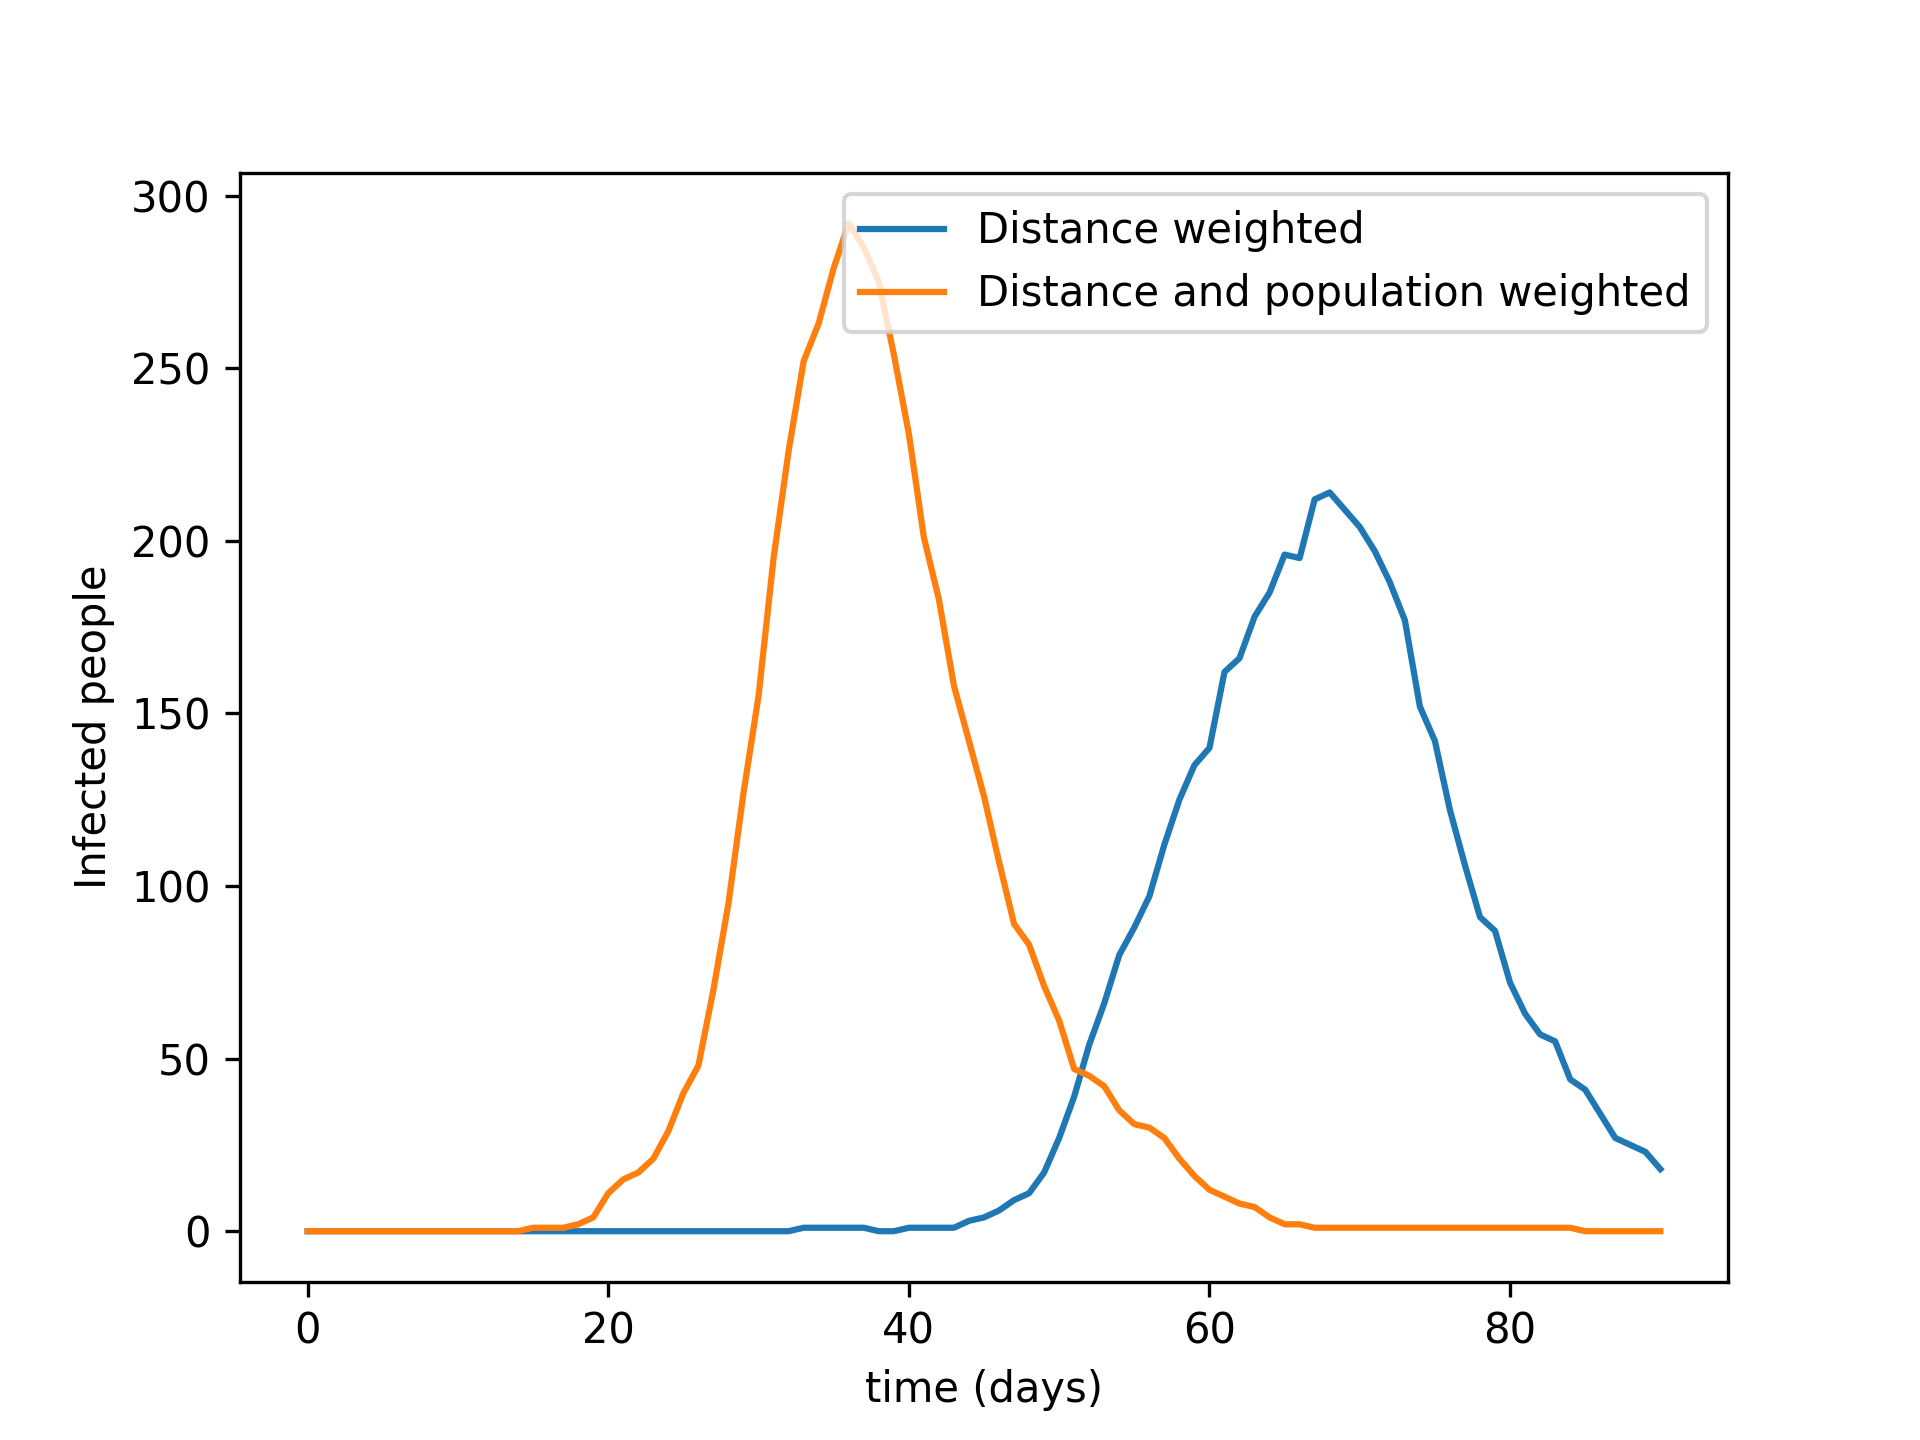 Distance weighted
Distance and population weighted
300
250
200
150
100
50
0
Infected people
0 20 40 60 80
time (days)